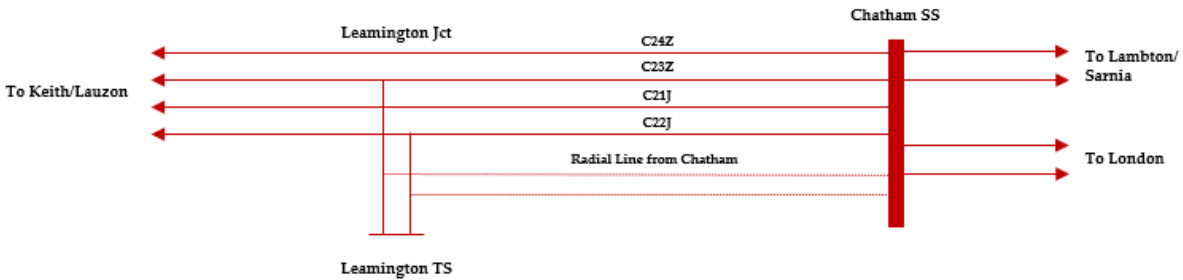 Chatham SS
Leamington Jct
C24Z
To Lambton/
Sarnia
C23Z
To Keith/Lauzon
C21J
C22J
Radial Line from Chatham
To London
Leamington TS